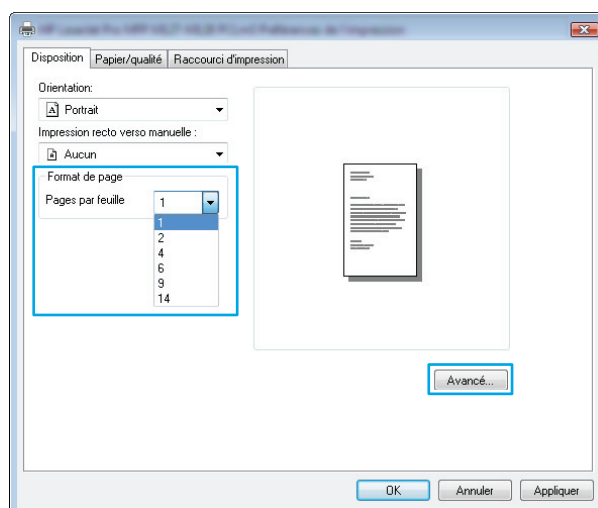 Disposition
Papier/qualité
Raccourci d'impression
Orientation:
Portrait
Impression recto verso manuelle :
Aucun
Format de page
Pages par feuille
1
1
2
4
6
9
14
Avancé...
OK
Annuler
Appliquer